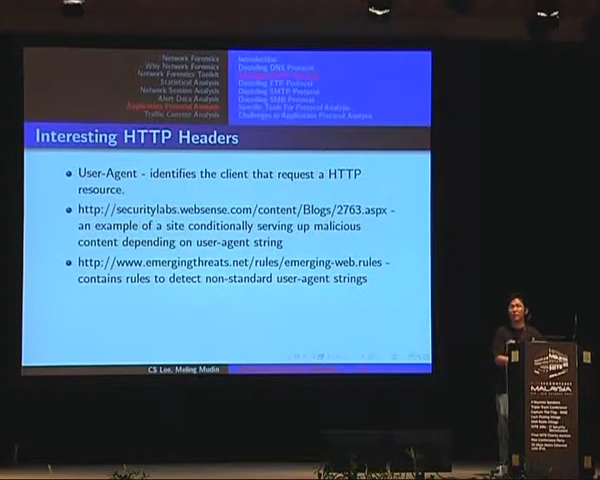 Network Forensics
Why Network Forensics
Network Forensics Toolkit
Statistical Analysis
Network Session Analysis
Alert Data Analysis
Application Protocol Analysis
Traffic Content Analysis
Introduction
Decoding DNS Protocol
Decoding FTP Protocol
Decoding SMTP Protocol
Decoding SMB Protocol
Specific Tools For Protocol Analysis
Challenges in Application Protocol Analysis
Interesting HTTP Headers
User-Agent - identifies the client that request a HTTP
resource.
http://securitylabs.websense.com/content/Blogs/2763.aspx -
an example of a site conditionally serving up malicious
content depending on user-agent string
http://www.emergingthreats.net/rules/emerging-web.rules -
contains rules to detect non-standard user-agent strings
CS Lee, Meling Mudin
MALAYSIA